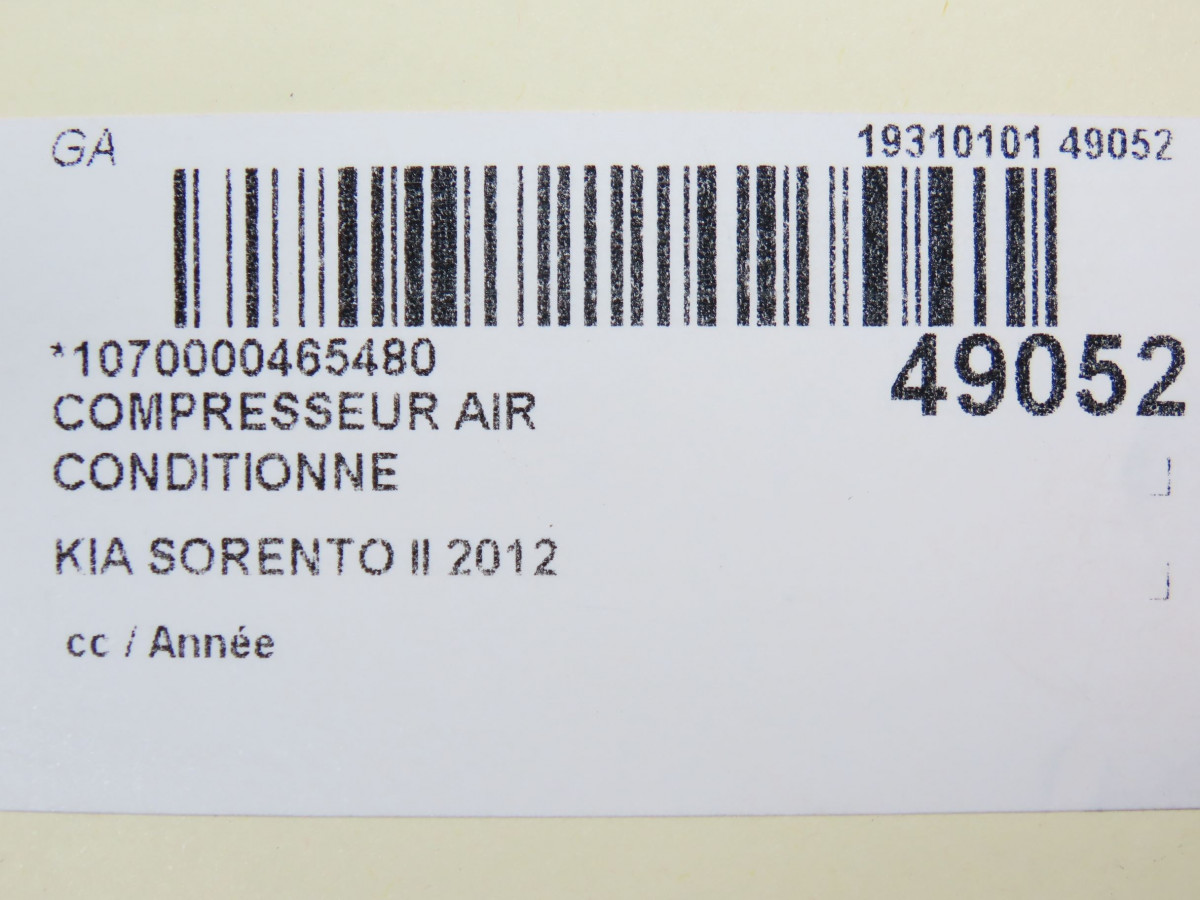 GA
19310101 49052
*1070000465480
49052
COMPRESSEUR AIR
CONDITIONNE
KIA SORENTO II 2012
cc / Année